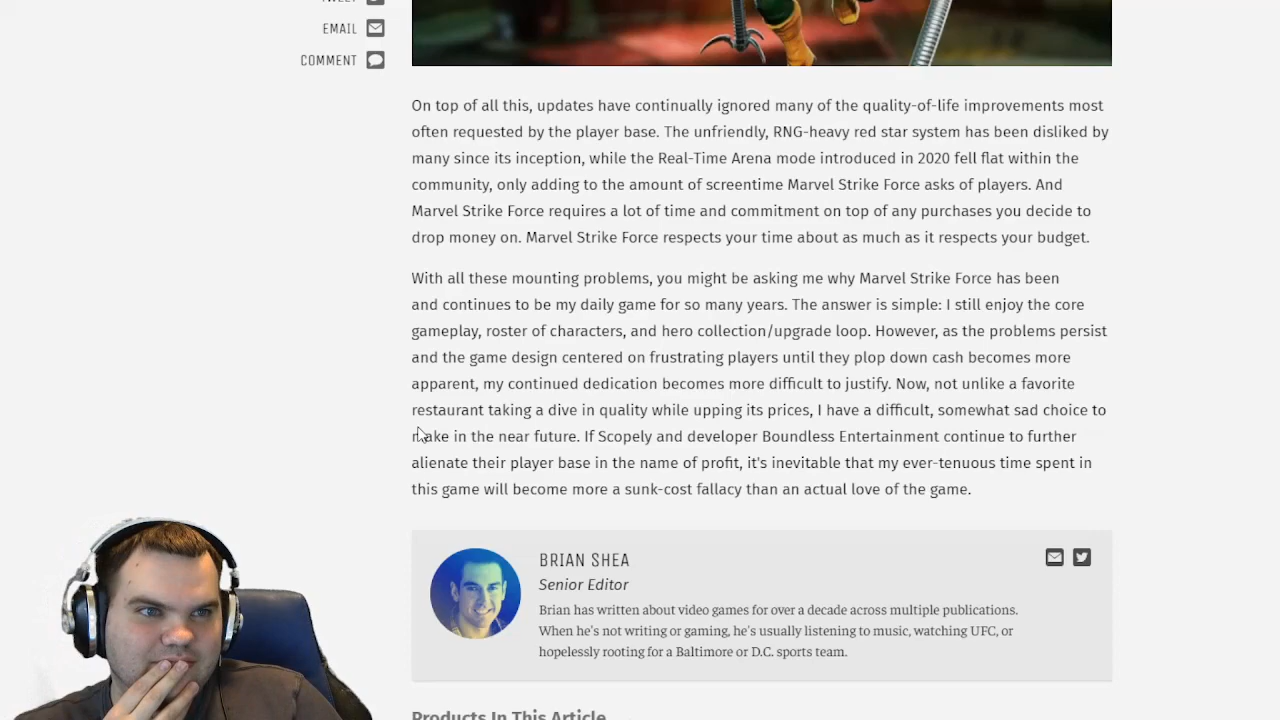 EMAIL
COMMENT
On top of all this, updates have continually ignored many of the quality-of-life improvements most
often requested by the player base. The unfriendly, RNG-heavy red star system has been disliked by
many since its inception, while the Real-Time Arena mode introduced in 2020 fell flat within the
community, only adding to the amount of screentime Marvel Strike Force asks of players. And
Marvel Strike Force requires a lot of time and commitment on top of any purchases you decide to
drop money on. Marvel Strike Force respects your time about as much as it respects your budget.
With all these mounting problems, you might be asking me why Marvel Strike Force has been
and continues to be my daily game for so many years. The answer is simple: I still enjoy the core
gameplay, roster of characters, and hero collection/upgrade loop. However, as the problems persist
and the game design centered on frustrating players until they plop down cash becomes more
apparent, my continued dedication becomes more difficult to justify. Now, not unlike a favorite
restaurant taking a dive in quality while upping its prices, I have a difficult, somewhat sad choice to
make in the near future. If Scopely and developer Boundless Entertainment continue to further
alienate their player base in the name of profit, it's inevitable that my ever-tenuous time spent in
this game will become more a sunk-cost fallacy than an actual love of the game.
BRIAN SHEA
Senior Editor
Brian has written about video games for over a decade across multiple publications.
When he's not writing or gaming, he's usually listening to music, watching UFC, or
hopelessly rooting for a Baltimore or D.C. sports team.
Products In This Article